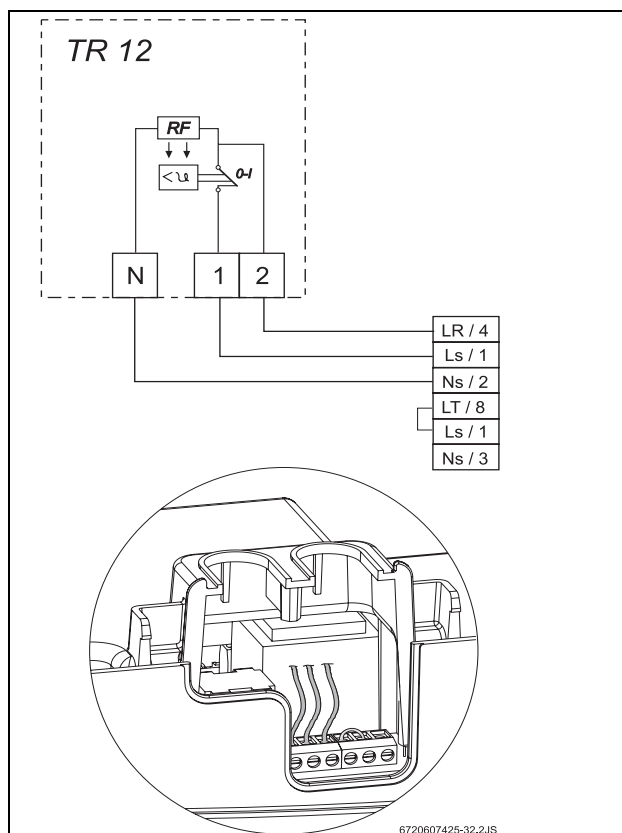 TR 12
RF
0-I
< ϑ
N 1 2
LR / 4
Ls / 1
Ns / 2
LT / 8
Ls / 1
Ns / 3
6720607425-32.2JS